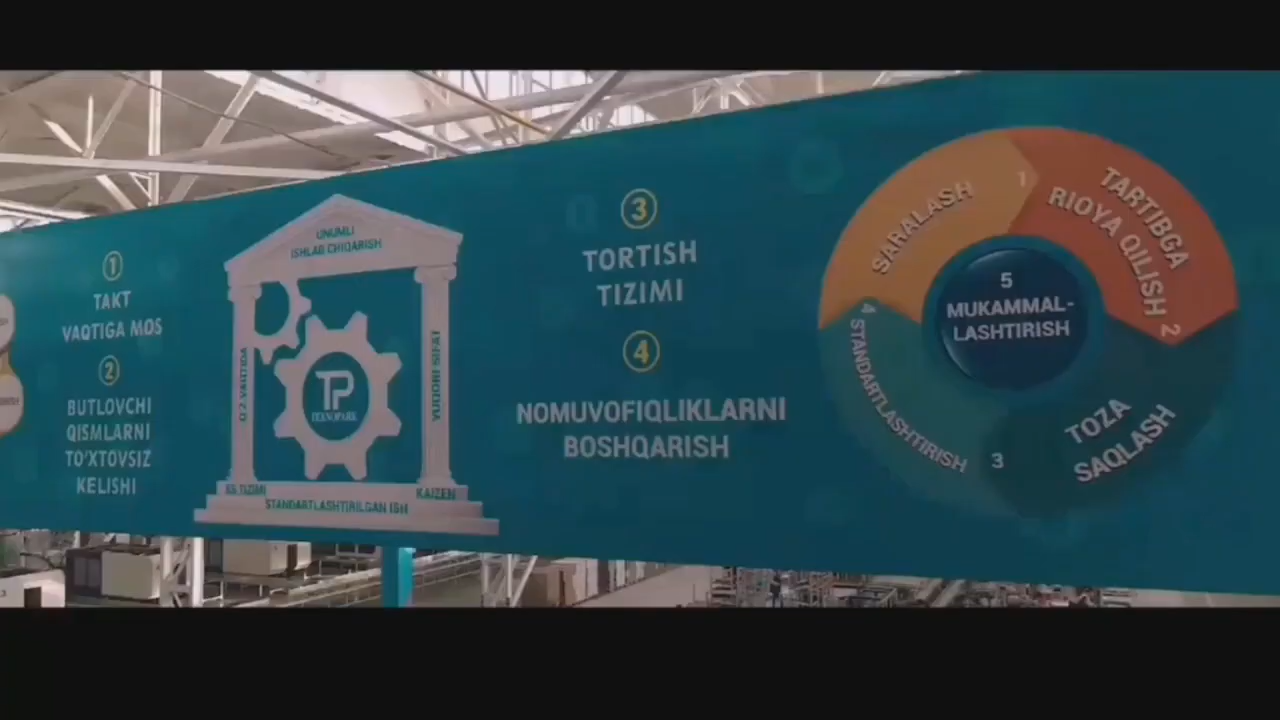 1
TAKT
VAQTIGA MOS
2
BUTLOVCHI
QISMLARNI
TO'XTOVSIZ
KELISHI
UNUMLI
ISHLAB CHIQARISH
O'Z VAQTIDA
YUQORI SIFAT
TP
TEXNOPARK
5S TIZIMI
KAIZEN
STANDARTLASHTIRILGAN ISH
3
TORTISH
TIZIMI
4
NOMUVOFIQLIKLARNI
BOSHQARISH
SARALASH
1
TARTIBGA
RIOYA QILISH
2
TOZA
SAQLASH
3
STANDARTLASHTIRISH
4
5
MUKAMMAL-
LASHTIRISH